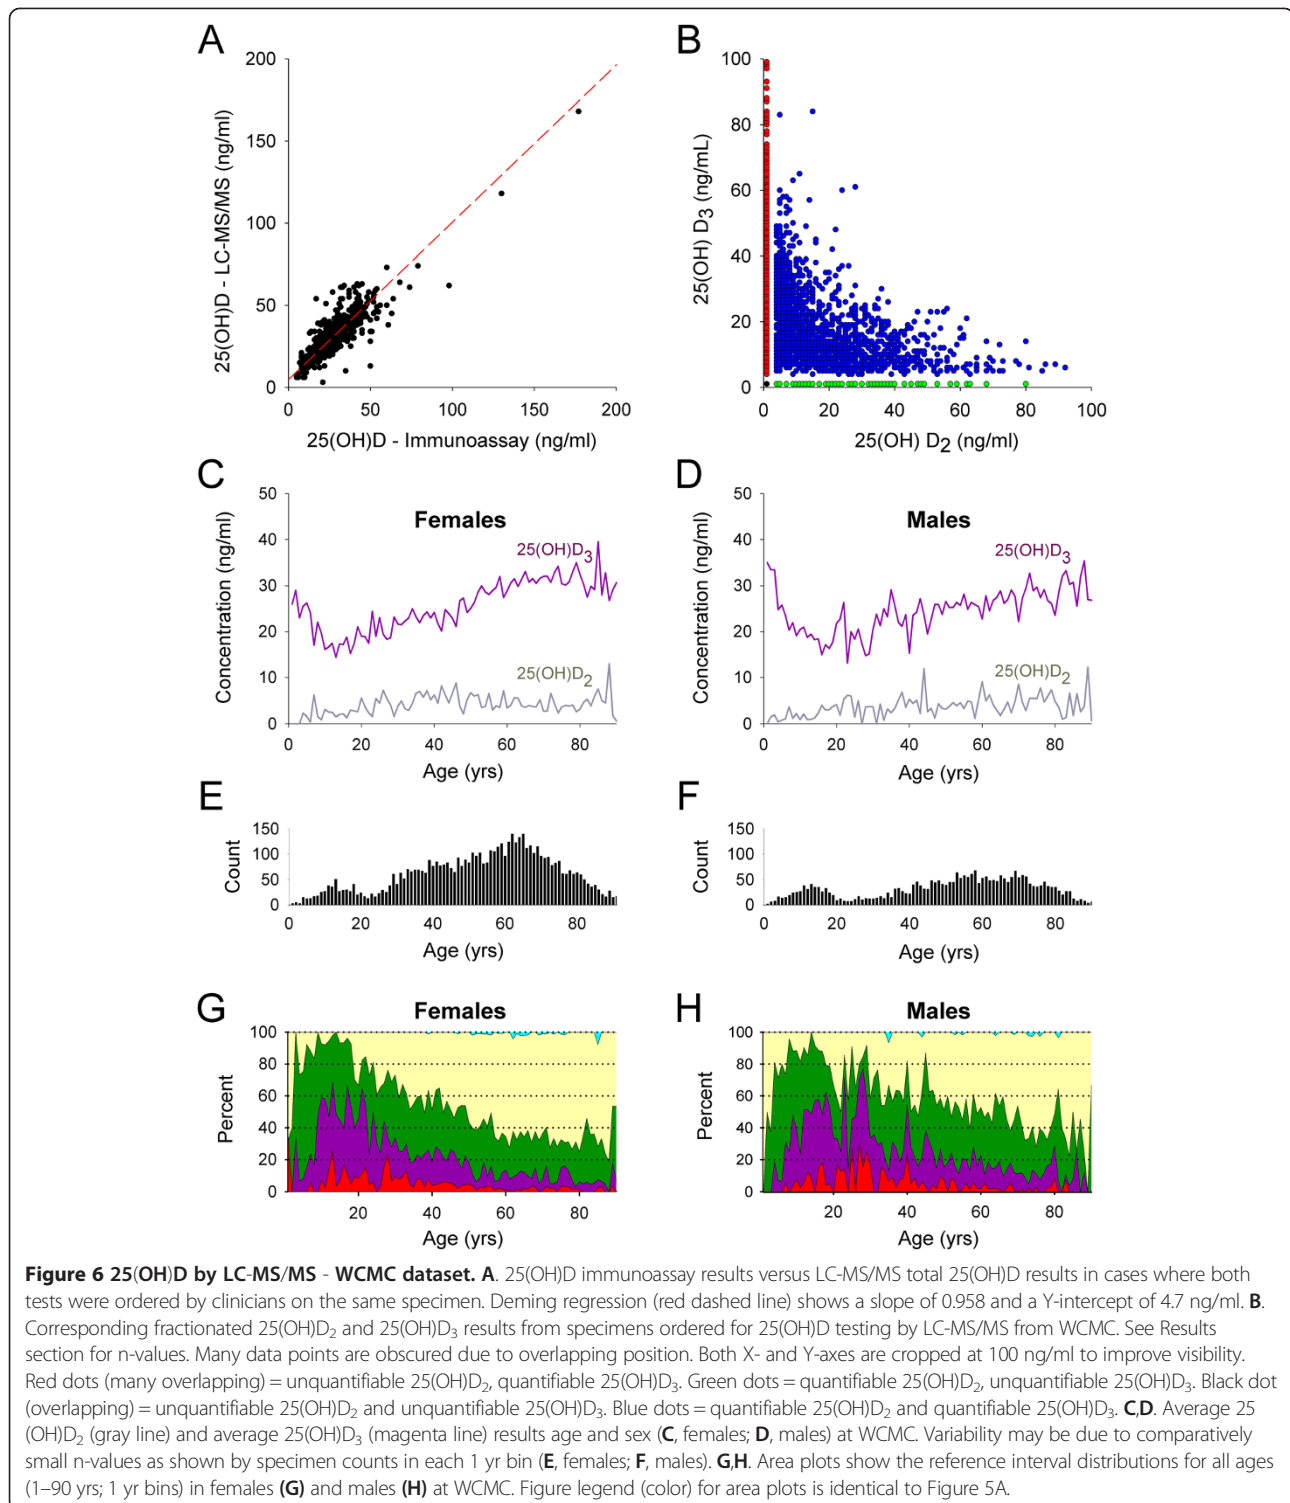 A
B
200
150
100
50
0
0 50 100 150 200
25(OH)D - LC-MS/MS (ng/ml)
25(OH)D - Immunoassay (ng/ml)
100
80
60
40
20
0
0 20 40 60 80 100
25(OH) D3 (ng/mL)
25(OH) D2 (ng/ml)
C
D
Females
50
40
30
20
10
0
0 20 40 60 80
Concentration (ng/ml)
25(OH)D3
25(OH)D2
Age (yrs)
Males
50
40
30
20
10
0
0 20 40 60 80
Concentration (ng/ml)
25(OH)D3
25(OH)D2
Age (yrs)
E
F
150
100
50
0
0 20 40 60 80
Count
Age (yrs)
150
100
50
0
0 20 40 60 80
Count
Age (yrs)
G
Females
100
80
60
40
20
0
20 40 60 80
Percent
Age (yrs)
H
Males
100
80
60
40
20
0
20 40 60 80
Percent
Age (yrs)
Figure 6 25(OH)D by LC-MS/MS - WCMC dataset. A. 25(OH)D immunoassay results versus LC-MS/MS total 25(OH)D results in cases where both
tests were ordered by clinicians on the same specimen. Deming regression (red dashed line) shows a slope of 0.958 and a Y-intercept of 4.7 ng/ml. B.
Corresponding fractionated 25(OH)D2 and 25(OH)D3 results from specimens ordered for 25(OH)D testing by LC-MS/MS from WCMC. See Results
section for n-values. Many data points are obscured due to overlapping position. Both X- and Y-axes are cropped at 100 ng/ml to improve visibility.
Red dots (many overlapping) = unquantifiable 25(OH)D2, quantifiable 25(OH)D3. Green dots = quantifiable 25(OH)D2, unquantifiable 25(OH)D3. Black dot
(overlapping) = unquantifiable 25(OH)D2 and unquantifiable 25(OH)D3. Blue dots = quantifiable 25(OH)D2 and quantifiable 25(OH)D3. C,D. Average 25
(OH)D2 (gray line) and average 25(OH)D3 (magenta line) results age and sex (C, females; D, males) at WCMC. Variability may be due to comparatively
small n-values as shown by specimen counts in each 1 yr bin (E, females; F, males). G,H. Area plots show the reference interval distributions for all ages
(1–90 yrs; 1 yr bins) in females (G) and males (H) at WCMC. Figure legend (color) for area plots is identical to Figure 5A.